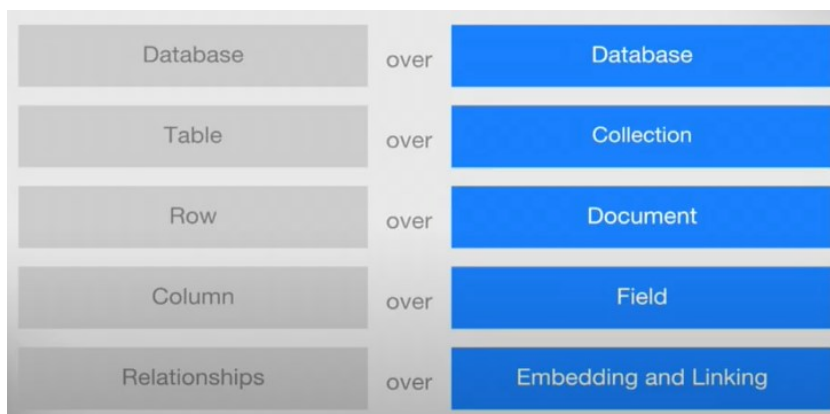 Database over Database
Table over Collection
Row over Document
Column over Field
Relationships over Embedding and Linking